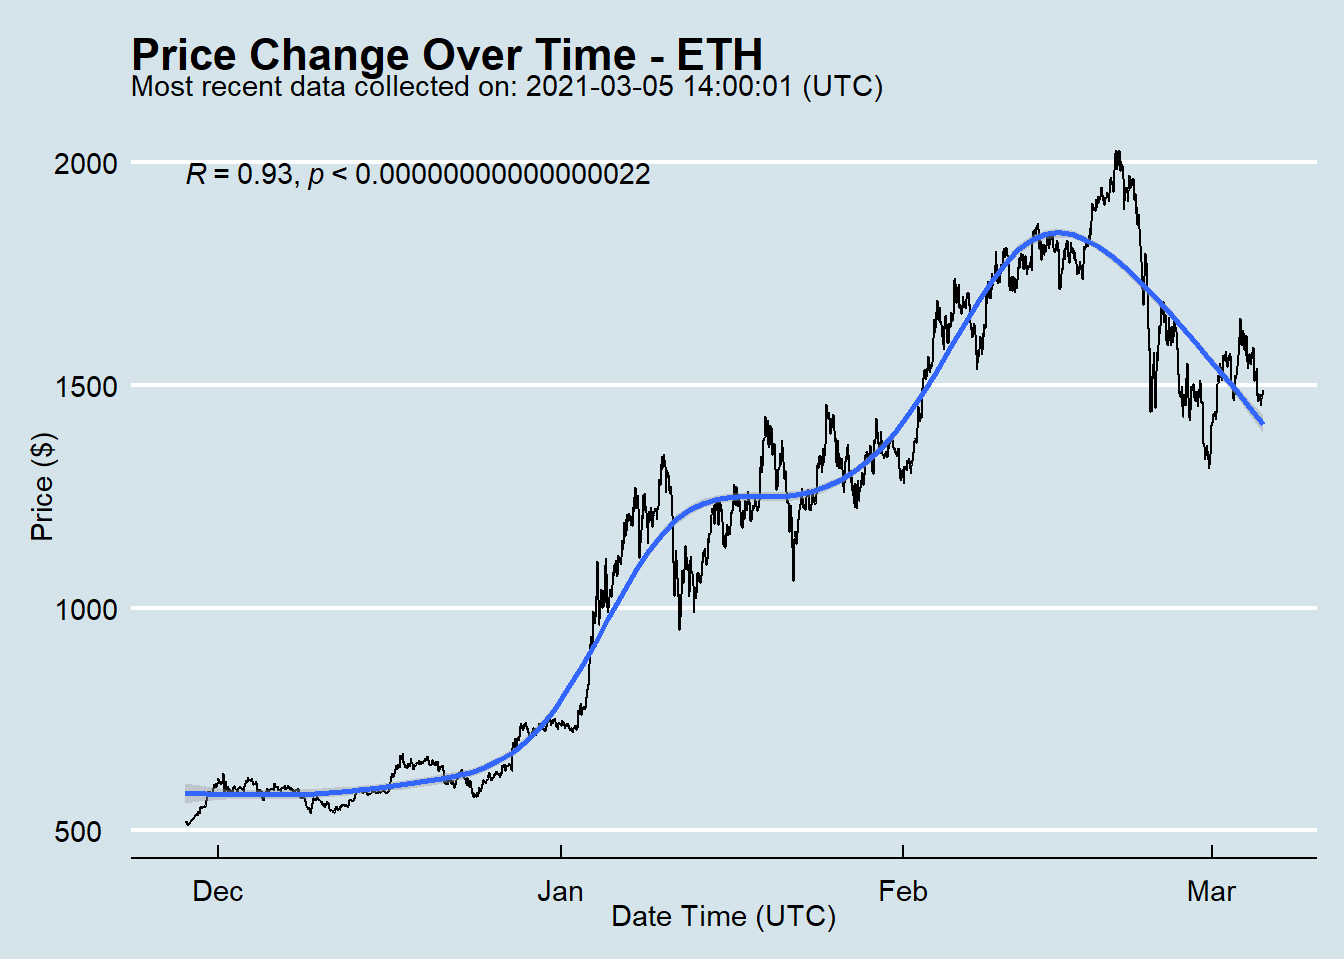 Price Change Over Time - ETH
Most recent data collected on: 2021-03-05 14:00:01 (UTC)
R = 0.93, p < 0.00000000000000022
2000
1500
1000
500
Price ($)
Dec Jan Feb Mar
Date Time (UTC)